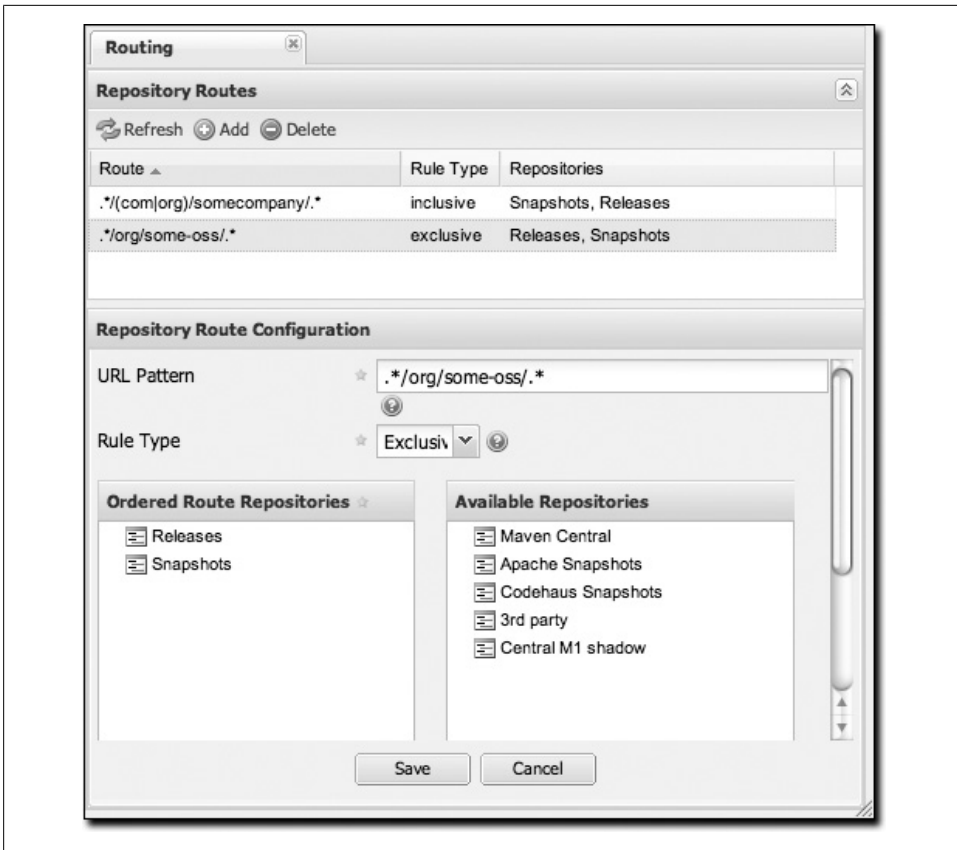 Routing
Repository Routes
Refresh Add Delete
Route Rule Type Repositories
.*/(com|org)/somecompany/.* inclusive Snapshots, Releases
.*/org/some-oss/.* exclusive Releases, Snapshots
Repository Route Configuration
URL Pattern .*/org/some-oss/.*
Rule Type Exclusiv
Ordered Route Repositories Available Repositories
Releases Maven Central
Snapshots Apache Snapshots
Codehaus Snapshots
3rd party
Central M1 shadow
Save Cancel